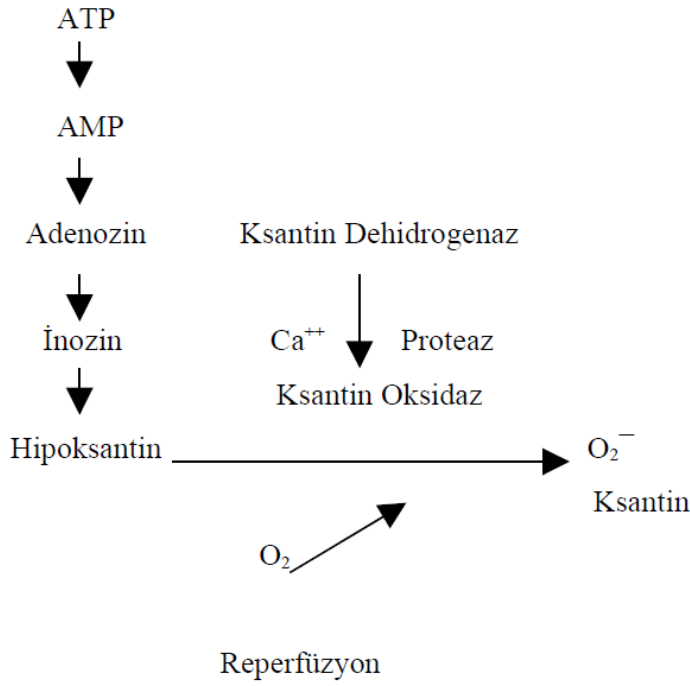 ATP
AMP
Adenozin
Ksantin Dehidrogenaz
İnozin
Ca⁺⁺
Proteaz
Ksantin Oksidaz
Hipoksantin
O₂⁻
Ksantin
O₂
Reperfüzyon